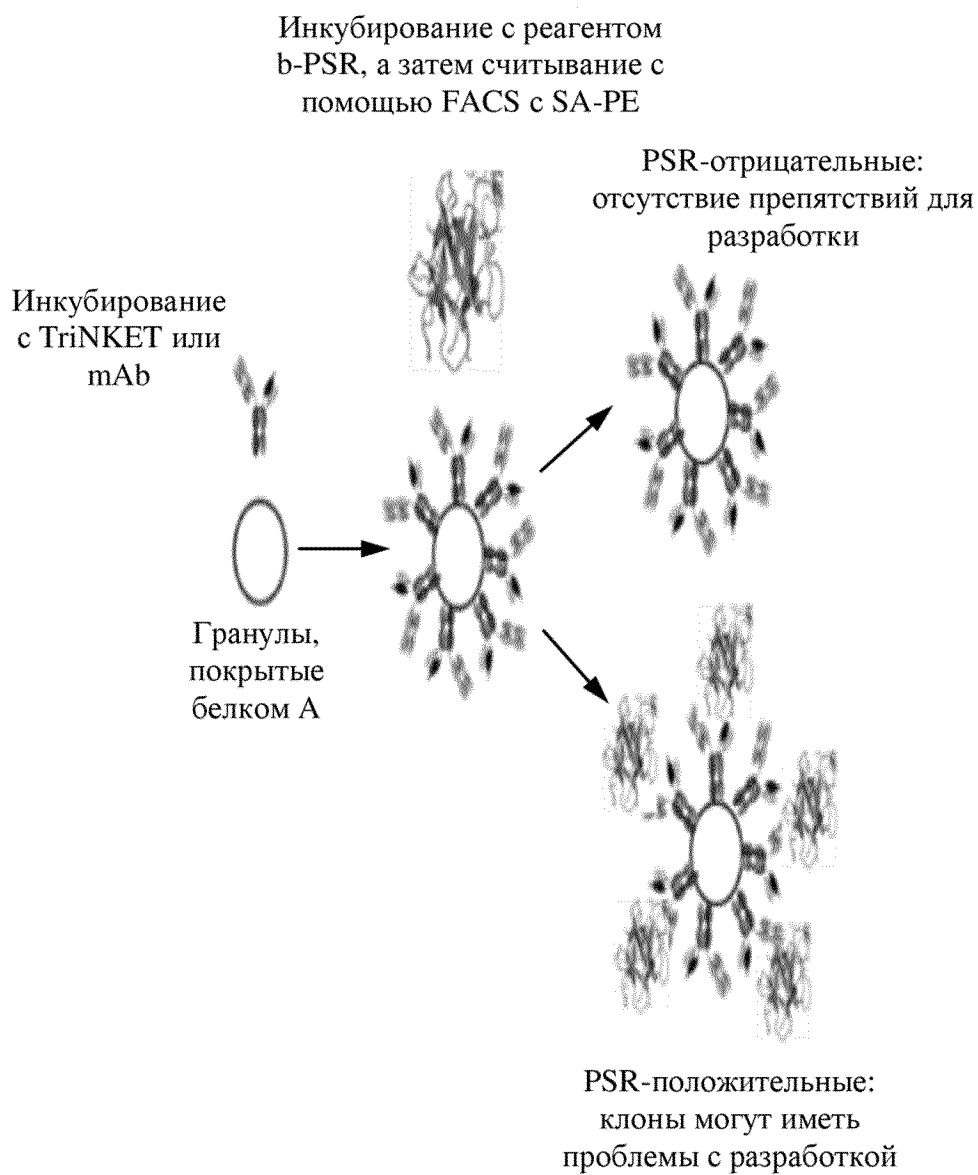 Инкубирование с реагентом
b-PSR, а затем считывание с
помощью FACS с SA-PE
PSR-отрицательные:
отсутствие препятствий для
разработки
Инкубирование
с TriNKET или
mAb
Гранулы,
покрытые
белком А
PSR-положительные:
клоны могут иметь
проблемы с разработкой